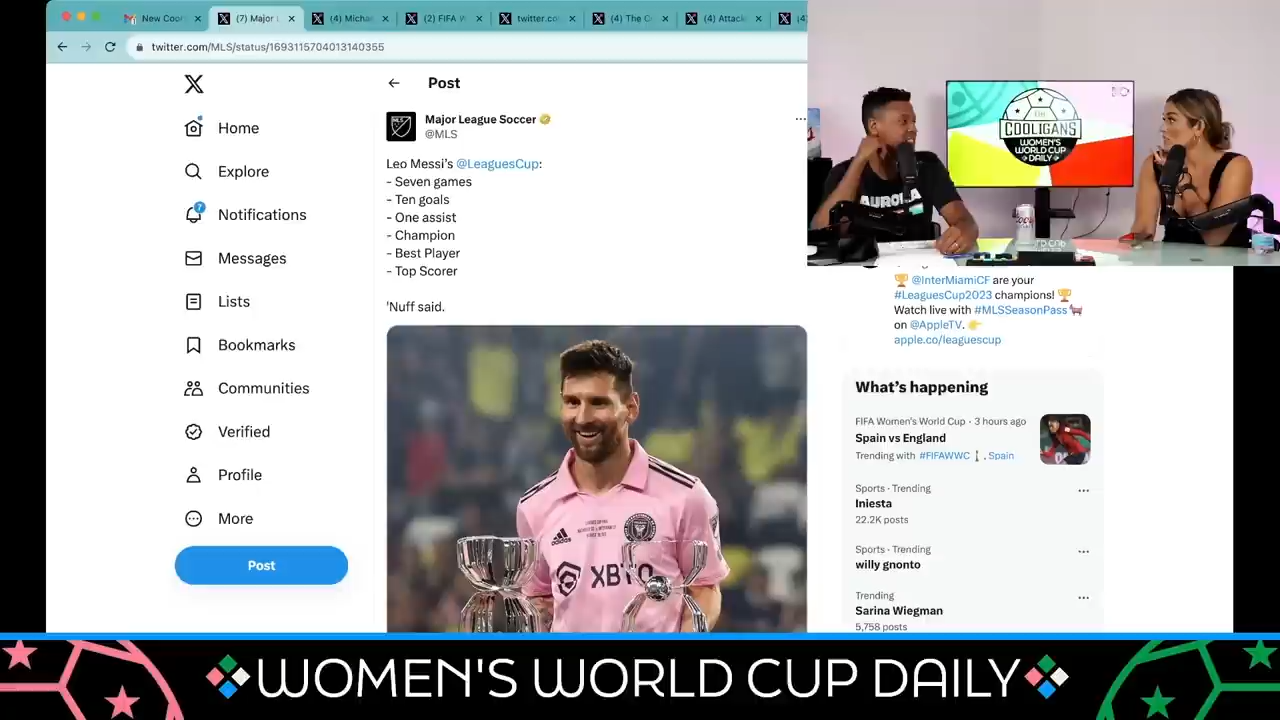 New Coor
(7) Major L
(4) Michae
(2) FIFA W
twitter.co
(4) The C
(4) Attack
(4
twitter.com/MLS/status/1693115704013140355
Home
Explore
7
Notifications
Messages
Lists
Bookmarks
Communities
Verified
Profile
More
Post
Post
Major League Soccer
@MLS
Leo Messi's @LeaguesCup:
- Seven games
- Ten goals
- One assist
- Champion
- Best Player
- Top Scorer
'Nuff said.
adidas
XBTO
THE
COOLIGANS
WOMEN'S
WORLD CUP
DAILY
AURORA
@InterMiamiCF are your
#LeaguesCup2023 champions!
Watch live with #MLSSeasonPass
on @AppleTV.
apple.co/leaguescup
What's happening
FIFA Women's World Cup · 3 hours ago
Spain vs England
Trending with #FIFAWWC, Spain
Sports · Trending
Iniesta
22.2K posts
Sports · Trending
willy gnonto
Trending
Sarina Wiegman
5,758 posts
WOMEN'S WORLD CUP DAILY